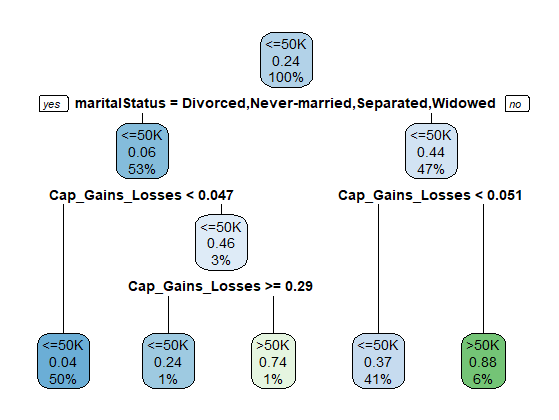 <=50K
0.24
100%
yes maritalStatus = Divorced,Never-married,Separated,Widowed no
<=50K
0.06
53%
<=50K
0.44
47%
Cap_Gains_Losses < 0.047
Cap_Gains_Losses < 0.051
<=50K
0.46
3%
Cap_Gains_Losses >= 0.29
<=50K
0.04
50%
<=50K
0.24
1%
>50K
0.74
1%
<=50K
0.37
41%
>50K
0.88
6%